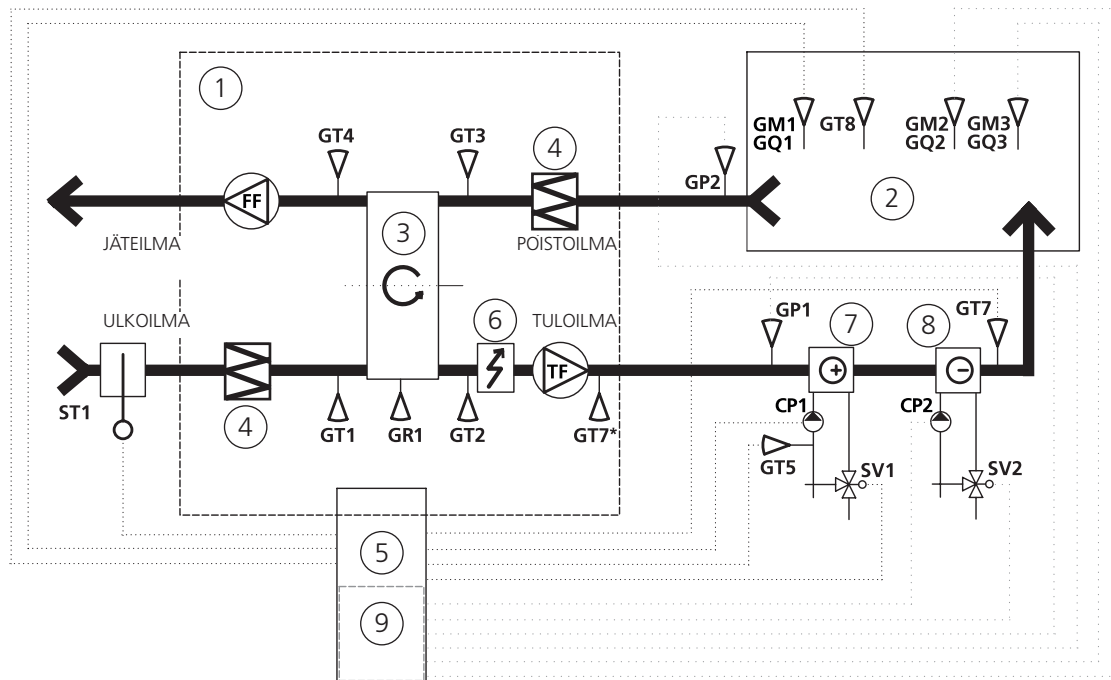 1
GT4
GT3
4
GM1
GQ1
GT8
GM2
GQ2
GM3
GQ3
GP2
2
FF
3
JÄTEILMA
POISTOILMA
ULKOILMA
6
TULOILMA
GP1
7
8
GT7
TF
ST1
4
GT1
GR1
GT2
GT7*
CP1
CP2
GT5
SV1
SV2
5
9